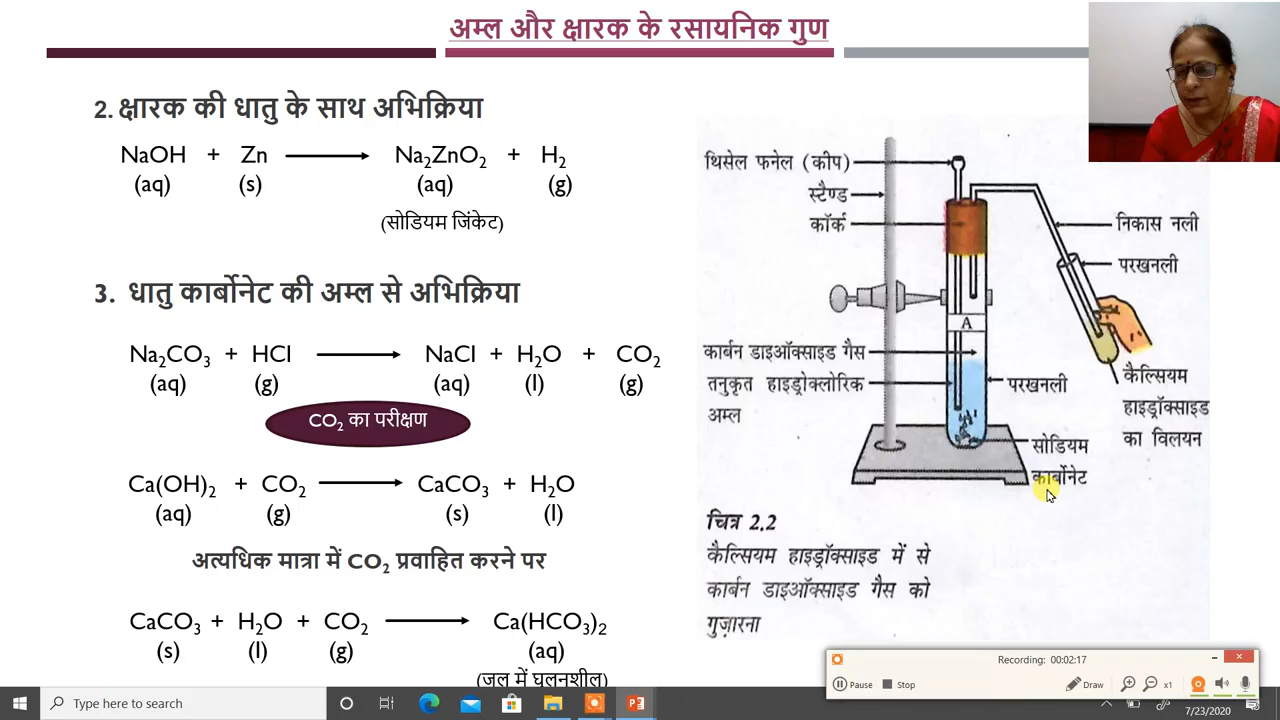 अम्ल और क्षारक के रसायनिक गुण
2. क्षारक की धातु के साथ अभिक्रिया
NaOH + Zn ⟶ Na₂ZnO₂ + H₂
(aq) (s) (aq) (g)
(सोडियम जिंकेट)
3. धातु कार्बोनेट की अम्ल से अभिक्रिया
Na₂CO₃ + HCl ⟶ NaCl + H₂O + CO₂
(aq) (g) (aq) (l) (g)
CO₂ का परीक्षण
Ca(OH)₂ + CO₂ ⟶ CaCO₃ + H₂O
(aq) (g) (s) (l)
अत्यधिक मात्रा में CO₂ प्रवाहित करने पर
CaCO₃ + H₂O + CO₂ ⟶ Ca(HCO₃)₂
(s) (l) (g) (aq)
(जल में घुलनशील)
थिसेल फनेल (कीप)
स्टैण्ड
कॉर्क
निकास नली
परखनली
A
कार्बन डाइऑक्साइड गैस
तनुकृत हाइड्रोक्लोरिक
अम्ल
परखनली
कैल्सियम
हाइड्रॉक्साइड
का विलयन
सोडियम
कार्बोनेट
चित्र 2.2
कैल्सियम हाइड्रॉक्साइड में से
कार्बन डाइऑक्साइड गैस को
गुज़ारना
Recording: 00:02:17
Pause Stop Draw x1
Type here to search
7/23/2020